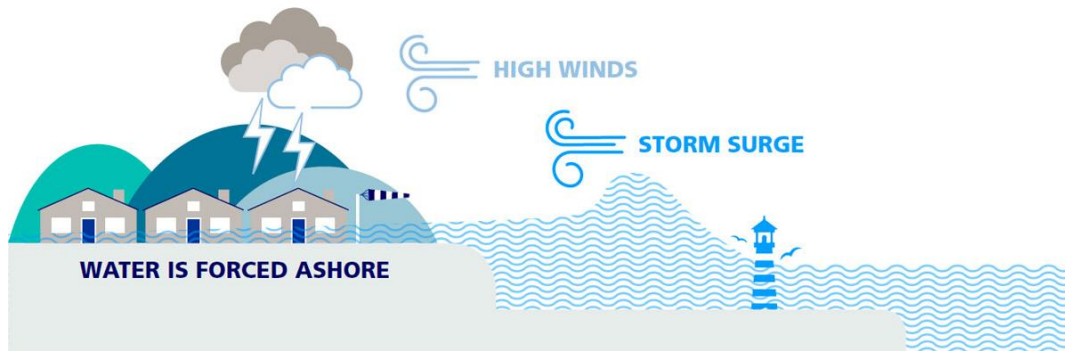 HIGH WINDS
STORM SURGE
WATER IS FORCED ASHORE